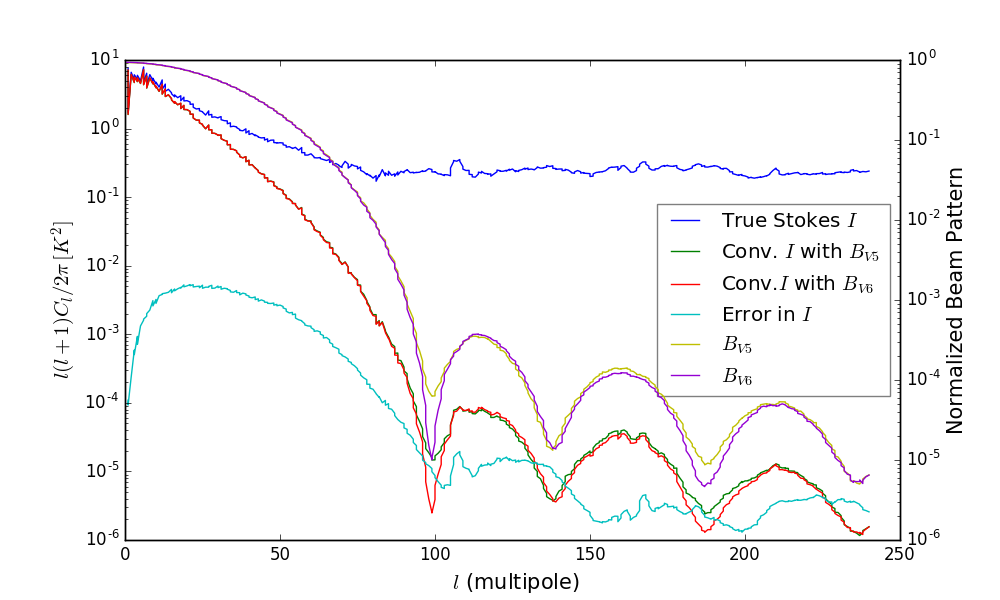 10^1
10^0
10^-1
10^-2
10^-3
10^-4
10^-5
10^-6
l(l+1)C_l/2π [K^2]
0
50
100
150
200
250
l (multipole)
10^0
10^-1
10^-2
10^-3
10^-4
10^-5
10^-6
Normalized Beam Pattern
True Stokes I
Conv. I with B_V5
Conv.I with B_V6
Error in I
B_V5
B_V6